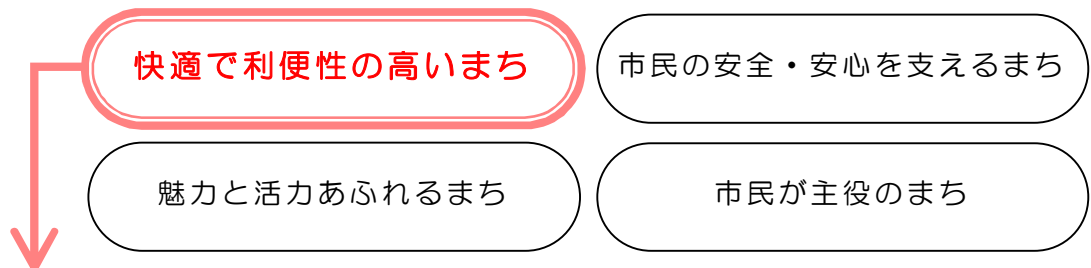 快適で利便性の高いまち
市民の安全・安心を支えるまち
魅力と活力あふれるまち
市民が主役のまち